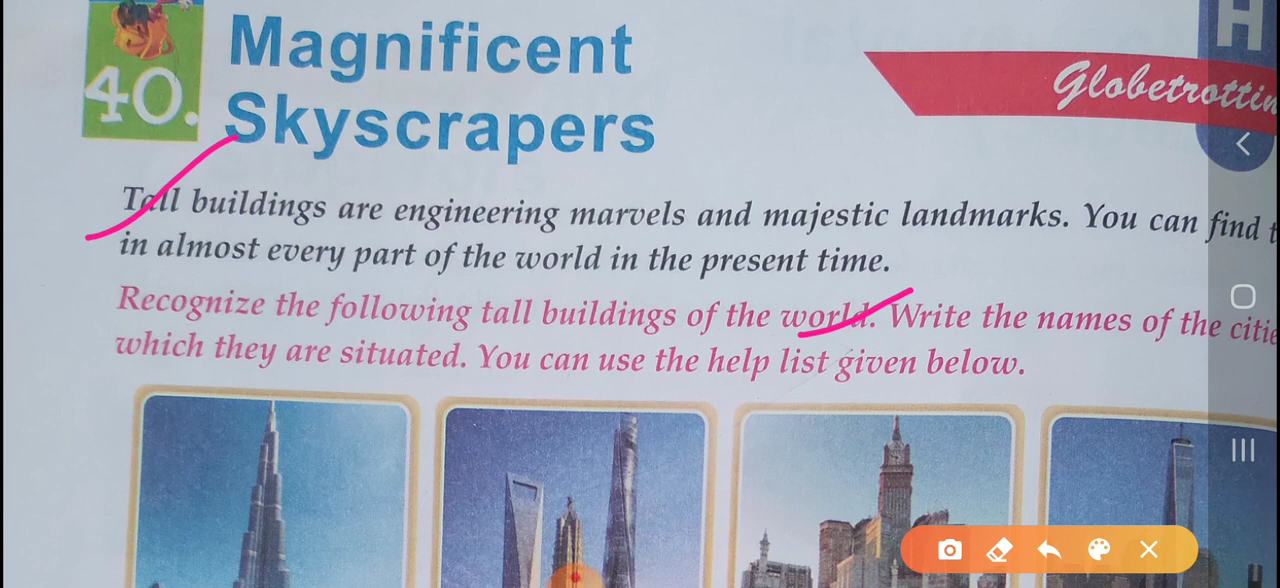 40.
Magnificent
Skyscrapers
H
Tall buildings are engineering marvels and majestic landmarks. You can find
in almost every part of the world in the present time.
Recognize the following tall buildings of the world. Write the names of the
which they are situated. You can use the help list given below.